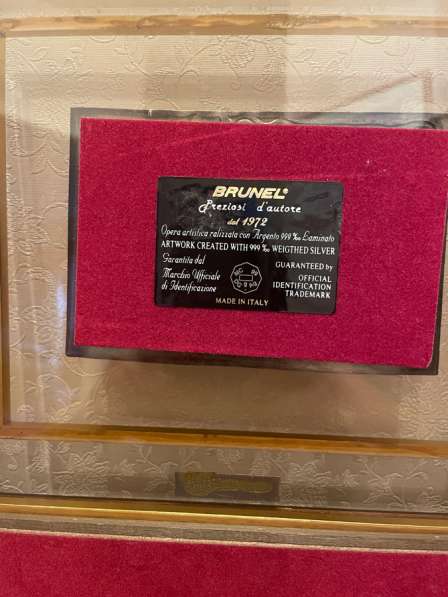 BRUNEL®
Preziosi d'autore
dal 1972
Opera artistica ralizzata con Argento 999 ‰ Laminato
ARTWORK CREATED WITH 999 ‰ WEIGTHED SILVER
Garantita dal
Marchio Ufficiale
di Identificazione
GUARANTEED by
OFFICIAL
IDENTIFICATION
TRADEMARK
MADE IN ITALY